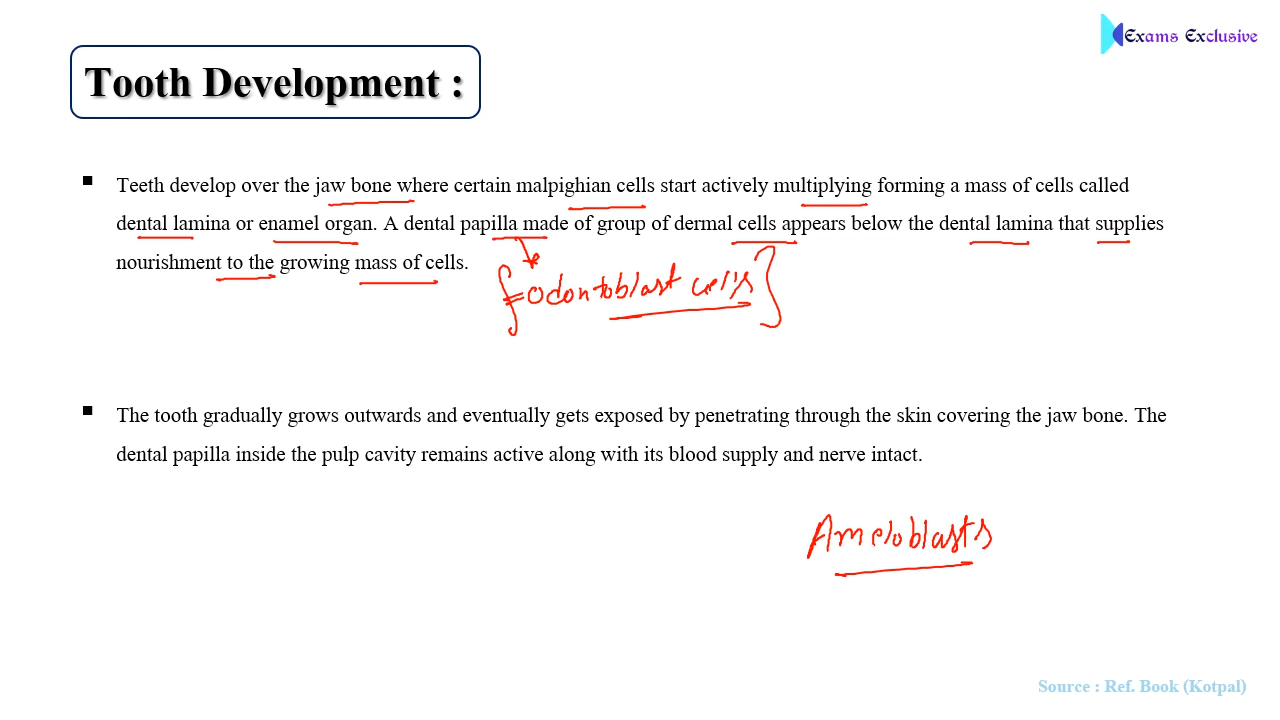 Exams Exclusive
Tooth Development :
Teeth develop over the jaw bone where certain malpighian cells start actively multiplying forming a mass of cells called
dental lamina or enamel organ. A dental papilla made of group of dermal cells appears below the dental lamina that supplies
nourishment to the growing mass of cells.
odontoblast cells
The tooth gradually grows outwards and eventually gets exposed by penetrating through the skin covering the jaw bone. The
dental papilla inside the pulp cavity remains active along with its blood supply and nerve intact.
Ameloblasts
Source : Ref. Book (Kotpal)